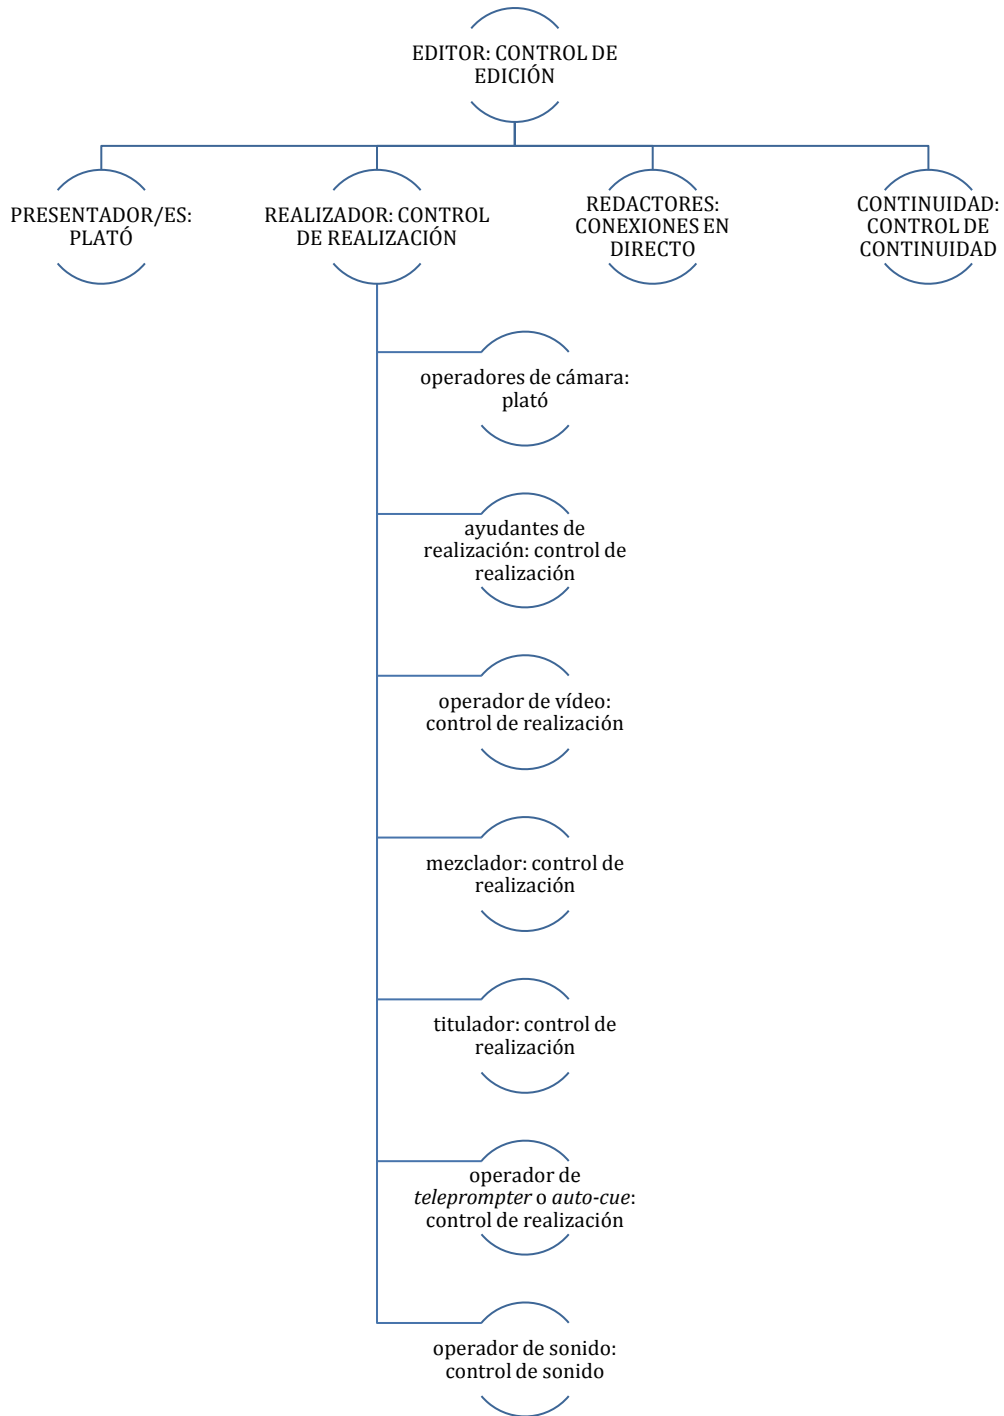 EDITOR: CONTROL DE
EDICIÓN
PRESENTADOR/ES:
PLATÓ
REALIZADOR: CONTROL
DE REALIZACIÓN
REDACTORES:
CONEXIONES EN
DIRECTO
CONTINUIDAD:
CONTROL DE
CONTINUIDAD
operadores de cámara:
plató
ayudantes de
realización: control de
realización
operador de vídeo:
control de realización
mezclador: control de
realización
titulador: control de
realización
operador de
teleprompter o auto-cue:
control de realización
operador de sonido:
control de sonido